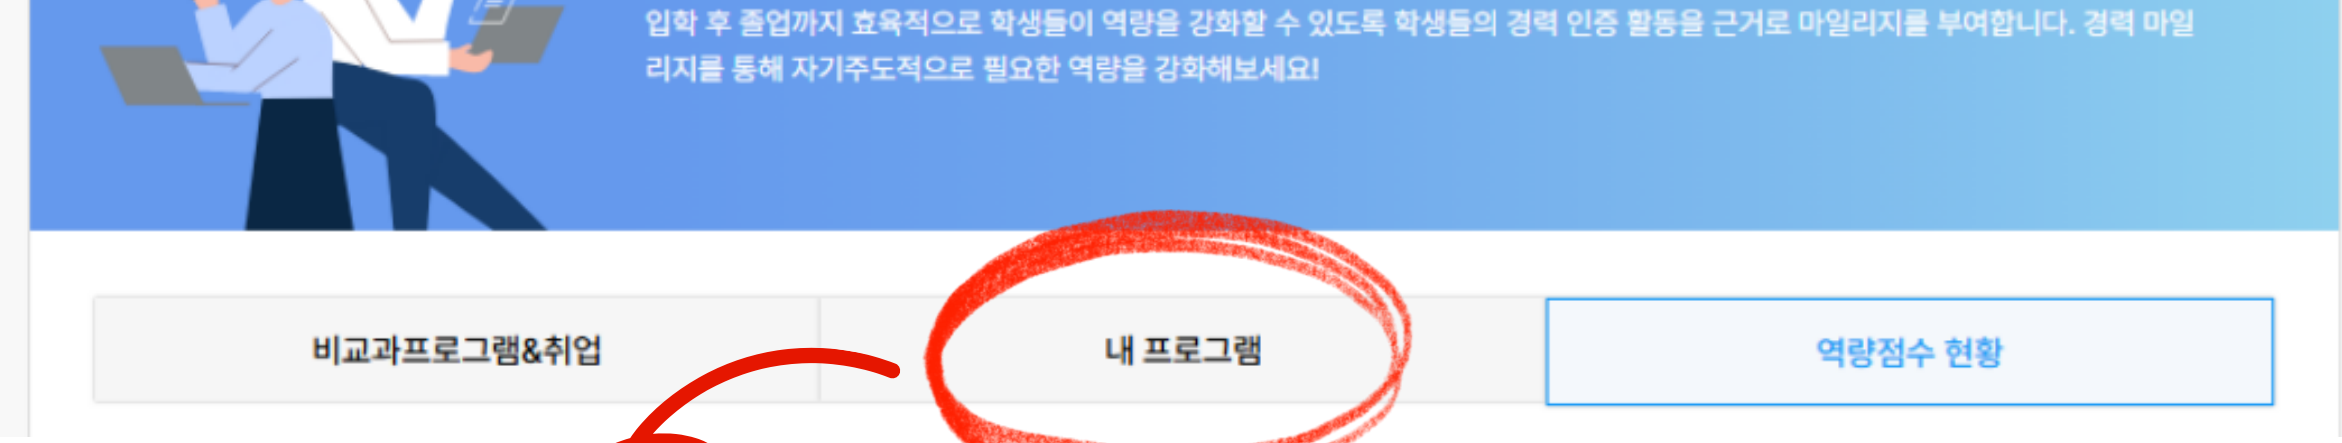 입학 후 졸업까지 효율적으로 학생들이 역량을 강화할 수 있도록 학생들의 경력 인증 활동을 근거로 마일리지를 부여합니다. 경력 마일
리지를 통해 자기주도적으로 필요한 역량을 강화해보세요!
비교과프로그램&취업
내 프로그램
역량점수 현황